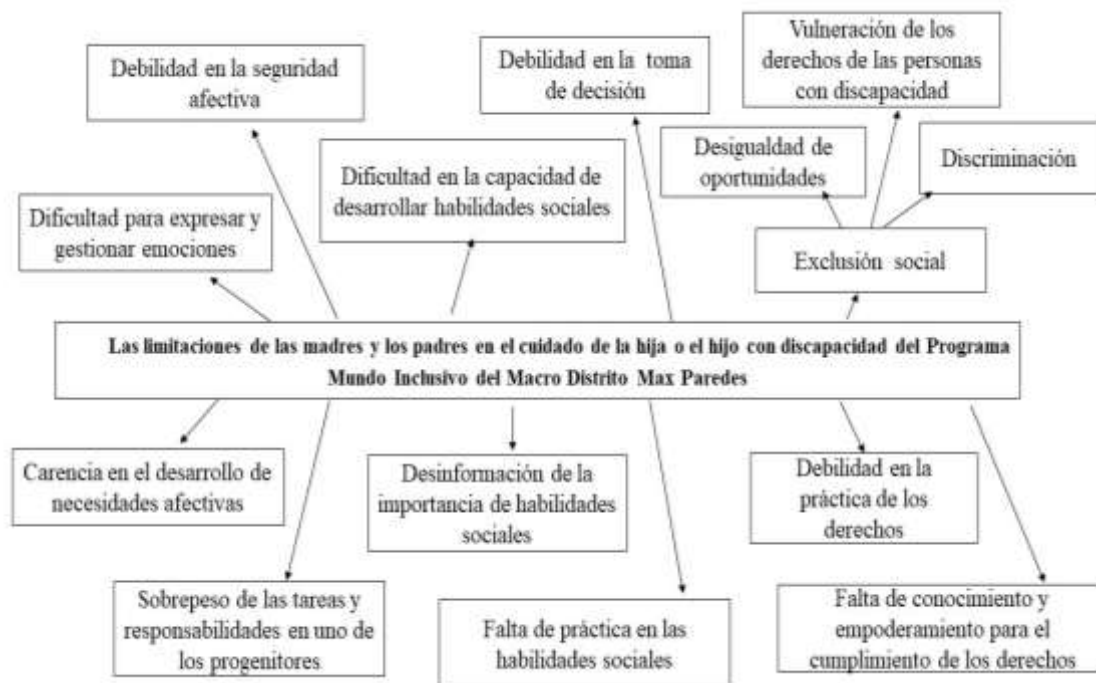 Debilidad en la seguridad
afectiva
Debilidad en la toma
de decisión
Vulneración de los
derechos de las personas
con discapacidad
Dificultad para expresar y
gestionar emociones
Dificultad en la capacidad de
desarrollar habilidades sociales
Desigualdad de
oportunidades
Discriminación
Exclusión social
Las limitaciones de las madres y los padres en el cuidado de la hija o el hijo con discapacidad del Programa
Mundo Inclusivo del Macro Distrito Max Paredes
Carencia en el desarrollo de
necesidades afectivas
Desinformación de la
importancia de habilidades
sociales
Debilidad en la
práctica de los
derechos
Sobrepeso de las tareas y
responsabilidades en uno de
los progenitores
Falta de práctica en las
habilidades sociales
Falta de conocimiento y
empoderamiento para el
cumplimiento de los derechos